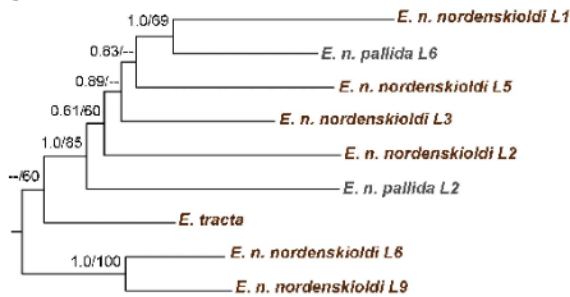 1.0/69
E. n. nordenskioldi L1
E. n. pallida L6
0.63/--
E. n. nordenskioldi L5
0.89/--
E. n. nordenskioldi L3
0.61/60
E. n. nordenskioldi L2
1.0/85
E. n. pallida L2
--/60
E. tracta
E. n. nordenskioldi L6
1.0/100
E. n. nordenskioldi L9